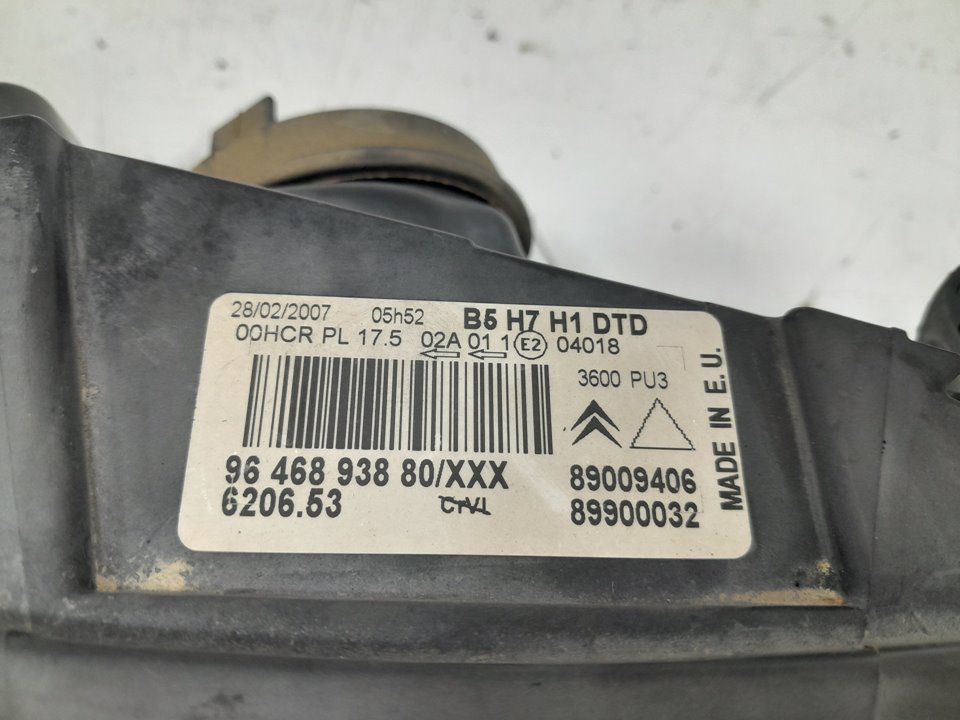 28/02/2007 05h52 B5 H7 H1 DTD
00HCR PL 17.5 02A 01 1 E2 04018
3600 PU3
96 468 938 80/XXX 89009406
6206.53 89900032
MADE IN E.U.